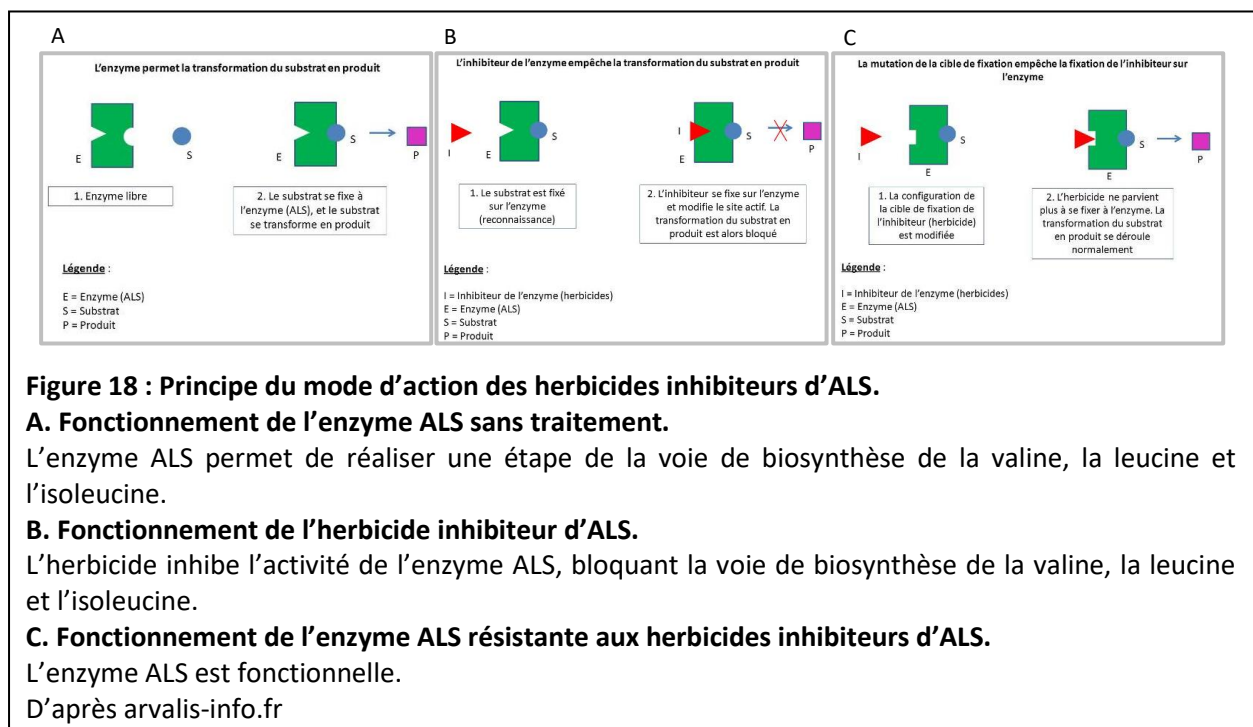 A
L'enzyme permet la transformation du substrat en produit
E
S
E
S
P
1. Enzyme libre
2. Le substrat se fixe à
l'enzyme (ALS), et le substrat
se transforme en produit
Légende :
E = Enzyme (ALS)
S = Substrat
P = Produit
B
L'inhibiteur de l'enzyme empêche la transformation du substrat en produit
I
E
S
I
E
S
P
1. Le substrat est fixé
sur l'enzyme
(reconnaissance)
2. L'inhibiteur se fixe sur l'enzyme
et modifie le site actif. La
transformation du substrat en
produit est alors bloqué
Légende :
I = Inhibiteur de l'enzyme (herbicides)
E = Enzyme (ALS)
S = Substrat
P = Produit
C
La mutation de la cible de fixation empêche la fixation de l'inhibiteur sur
l'enzyme
I
E
S
E
S
P
1. La configuration de
la cible de fixation de
l'inhibiteur (herbicide)
est modifiée
2. L'herbicide ne parvient
plus à se fixer à l'enzyme. La
transformation du substrat
en produit se déroule
normalement
Légende :
I = Inhibiteur de l'enzyme (herbicides)
E = Enzyme (ALS)
S = Substrat
P = Produit
Figure 18 : Principe du mode d'action des herbicides inhibiteurs d'ALS.
A. Fonctionnement de l'enzyme ALS sans traitement.
L'enzyme ALS permet de réaliser une étape de la voie de biosynthèse de la valine, la leucine et
l'isoleucine.
B. Fonctionnement de l'herbicide inhibiteur d'ALS.
L'herbicide inhibe l'activité de l'enzyme ALS, bloquant la voie de biosynthèse de la valine, la leucine
et l'isoleucine.
C. Fonctionnement de l'enzyme ALS résistante aux herbicides inhibiteurs d'ALS.
L'enzyme ALS est fonctionnelle.
D'après arvalis-info.fr